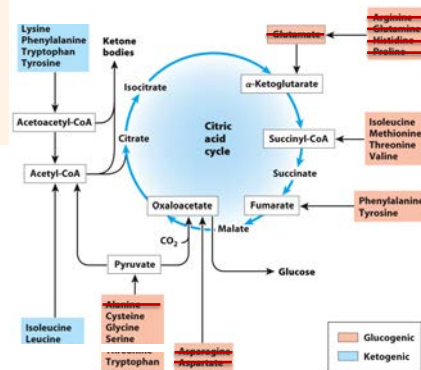 Lysine
Phenylalanine
Tryptophan
Tyrosine
Ketone
bodies
Glutamate
Arginine
Glutamine
Histidine
Proline
Isocitrate
α-Ketoglutarate
Acetoacetyl-CoA
Citrate
Citric
acid
cycle
Succinyl-CoA
Isoleucine
Methionine
Threonine
Valine
Acetyl-CoA
Succinate
Oxaloacetate
Fumarate
Phenylalanine
Tyrosine
Malate
CO2
Pyruvate
Glucose
Alanine
Cysteine
Glycine
Serine
Threonine
Tryptophan
Isoleucine
Leucine
Asparagine
Aspartate
Glucogenic
Ketogenic